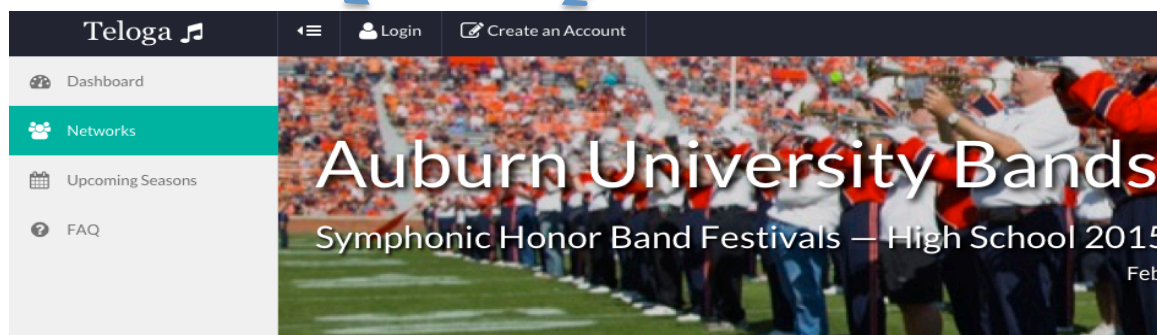 Teloga
Login
Create an Account
Dashboard
Networks
Upcoming Seasons
FAQ
Auburn University Bands
Symphonic Honor Band Festivals — High School 2015
Feb